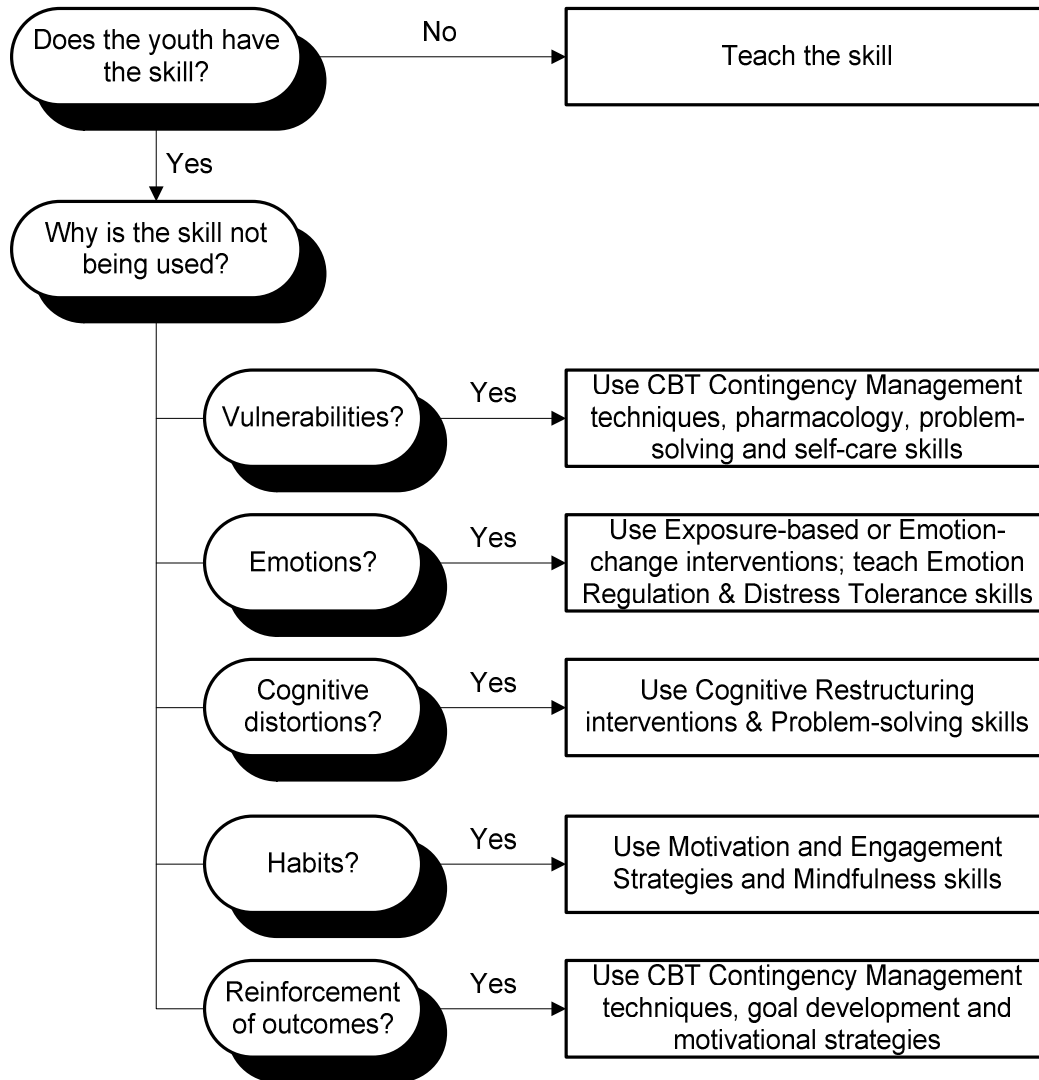 Does the youth have
the skill?
No
Teach the skill
Yes
Why is the skill not
being used?
Vulnerabilities?
Yes
Use CBT Contingency Management
techniques, pharmacology, problem-
solving and self-care skills
Emotions?
Yes
Use Exposure-based or Emotion-
change interventions; teach Emotion
Regulation & Distress Tolerance skills
Cognitive
distortions?
Yes
Use Cognitive Restructuring
interventions & Problem-solving skills
Habits?
Yes
Use Motivation and Engagement
Strategies and Mindfulness skills
Reinforcement
of outcomes?
Yes
Use CBT Contingency Management
techniques, goal development and
motivational strategies